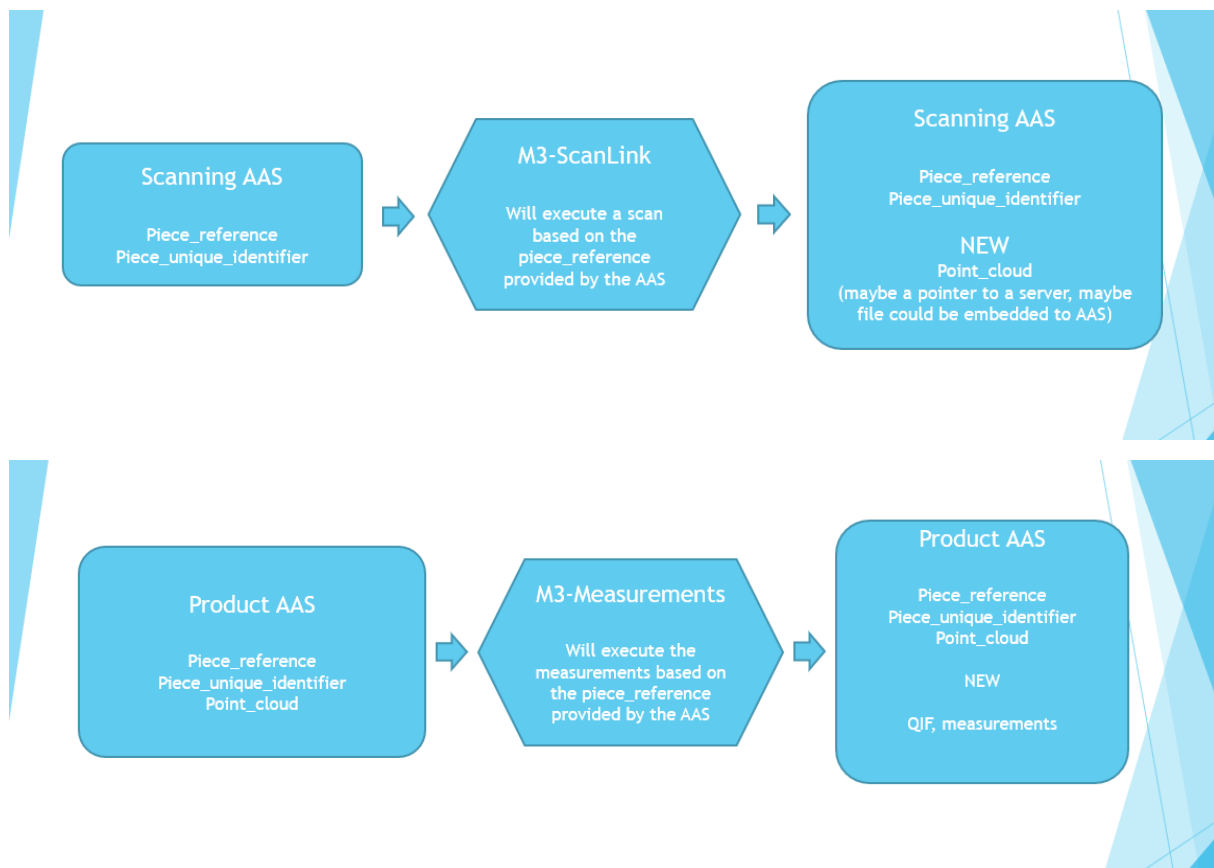 Scanning AAS
Piece_reference
Piece_unique_identifier
M3-ScanLink
Will execute a scan
based on the
piece_reference
provided by the AAS
Scanning AAS
Piece_reference
Piece_unique_identifier
NEW
Point_cloud
(maybe a pointer to a server, maybe
file could be embedded to AAS)
Product AAS
Piece_reference
Piece_unique_identifier
Point_cloud
M3-Measurements
Will execute the
measurements based on
the piece_reference
provided by the AAS
Product AAS
Piece_reference
Piece_unique_identifier
Point_cloud
NEW
QIF, measurements